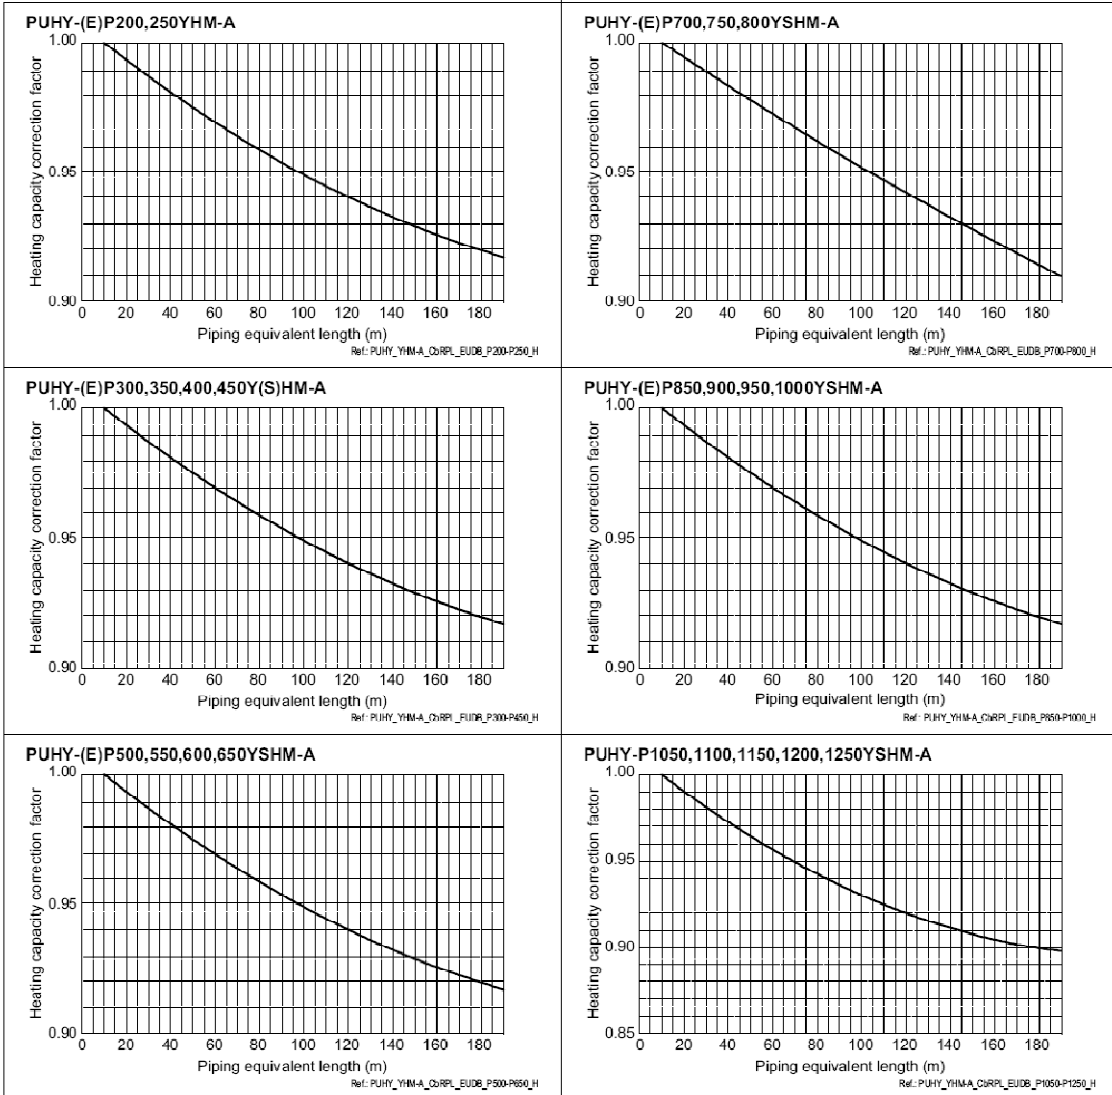 PUHY-(E)P200,250YHM-A
Heating capacity correction factor
1.00
0.95
0.90
0 20 40 60 80 100 120 140 160 180
Piping equivalent length (m)
Ref.: PUHY_YHM-A_CbRPL_EUDB_P200-P250_H
PUHY-(E)P700,750,800YSHM-A
Heating capacity correction factor
1.00
0.95
0.90
0 20 40 60 80 100 120 140 160 180
Piping equivalent length (m)
Ref.: PUHY_YHM-A_CbRPL_EUDB_P700-P800_H
PUHY-(E)P300,350,400,450Y(S)HM-A
Heating capacity correction factor
1.00
0.95
0.90
0 20 40 60 80 100 120 140 160 180
Piping equivalent length (m)
Ref.: PUHY_YHM-A_CbRPL_EUDB_P300-P450_H
PUHY-(E)P850,900,950,1000YSHM-A
Heating capacity correction factor
1.00
0.95
0.90
0 20 40 60 80 100 120 140 160 180
Piping equivalent length (m)
Ref.: PUHY_YHM-A_CbRPL_EUDB_P850-P1000_H
PUHY-(E)P500,550,600,650YSHM-A
Heating capacity correction factor
1.00
0.95
0.90
0 20 40 60 80 100 120 140 160 180
Piping equivalent length (m)
Ref.: PUHY_YHM-A_CbRPL_EUDB_P500-P650_H
PUHY-P1050,1100,1150,1200,1250YSHM-A
Heating capacity correction factor
1.00
0.95
0.90
0.85
0 20 40 60 80 100 120 140 160 180
Piping equivalent length (m)
Ref.: PUHY_YHM-A_CbRPL_EUDB_P1050-P1250_H